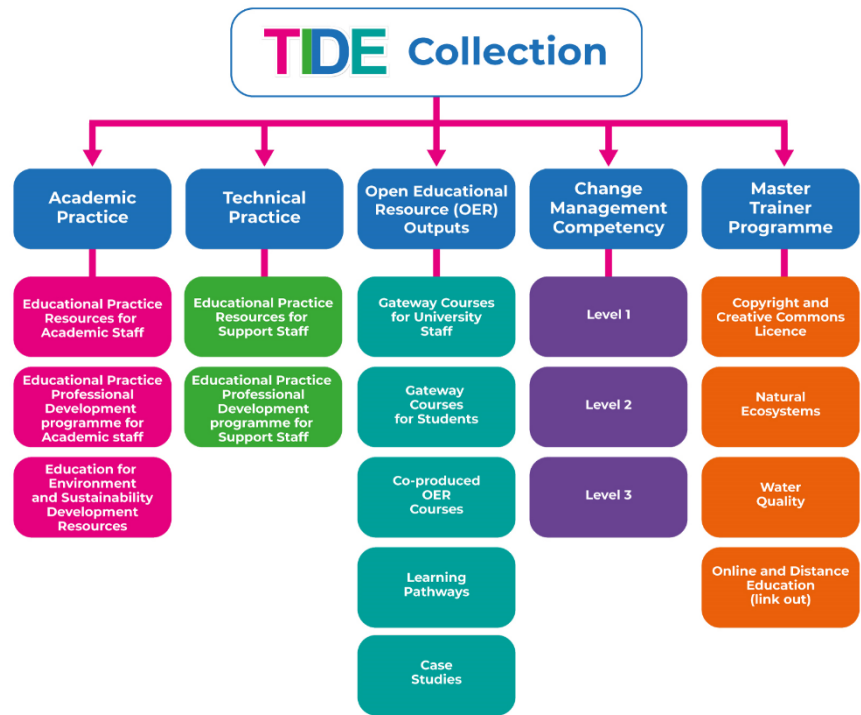 TIDE Collection
Academic
Practice
Technical
Practice
Open Educational
Resource (OER)
Outputs
Change
Management
Competency
Master
Trainer
Programme
Educational Practice
Resources for
Academic Staff
Educational Practice
Professional
Development
programme for
Academic staff
Education for
Environment
and Sustainability
Development
Resources
Educational Practice
Resources for
Support Staff
Educational Practice
Professional
Development
programme for
Support Staff
Gateway Courses
for University
Staff
Gateway
Courses
for Students
Co-produced
OER
Courses
Learning
Pathways
Case
Studies
Level 1
Level 2
Level 3
Copyright and
Creative Commons
Licence
Natural
Ecosystems
Water
Quality
Online and Distance
Education
(link out)